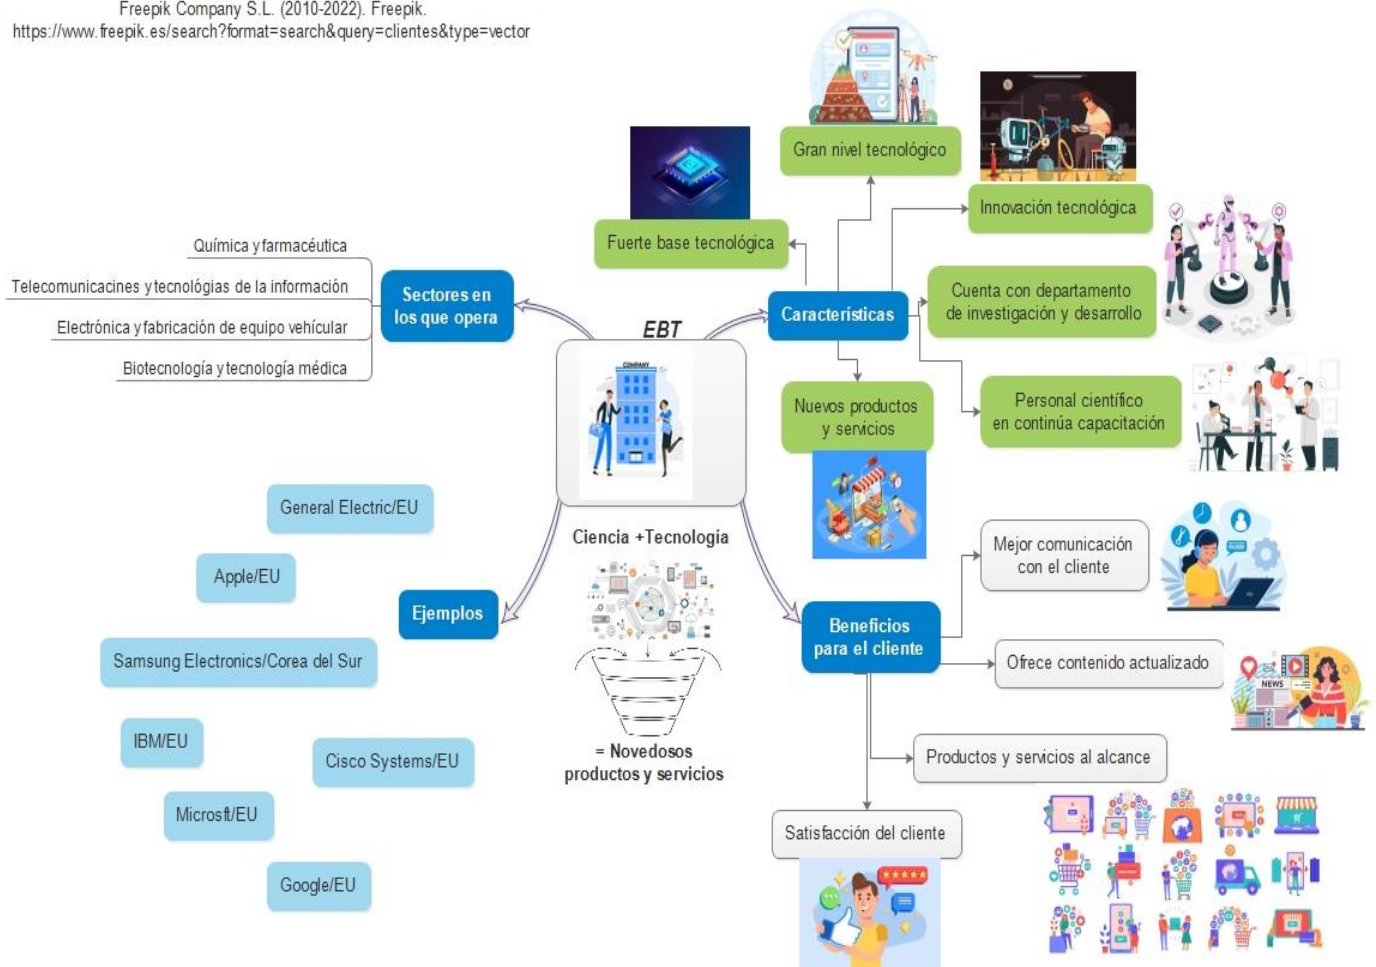 Freepik Company S.L. (2010-2022). Freepik.
https://www.freepik.es/search?format=search&query=clientes&type=vector
Química y farmacéutica
Telecomunicacines y tecnológias de la información
Electrónica y fabricación de equipo vehícular
Biotecnología y tecnología médica
Sectores en
los que opera
EBT
COMPANY
Características
Fuerte base tecnológica
Gran nivel tecnológico
Innovación tecnológica
Cuenta con departamento
de investigación y desarrollo
Personal científico
en continúa capacitación
Nuevos productos
y servicios
Ejemplos
General Electric/EU
Apple/EU
Samsung Electronics/Corea del Sur
IBM/EU
Cisco Systems/EU
Microsft/EU
Google/EU
Ciencia +Tecnología
= Novedosos
productos y servicios
Beneficios
para el cliente
Mejor comunicación
con el cliente
Ofrece contenido actualizado
NEWS
Productos y servicios al alcance
Satisfacción del cliente